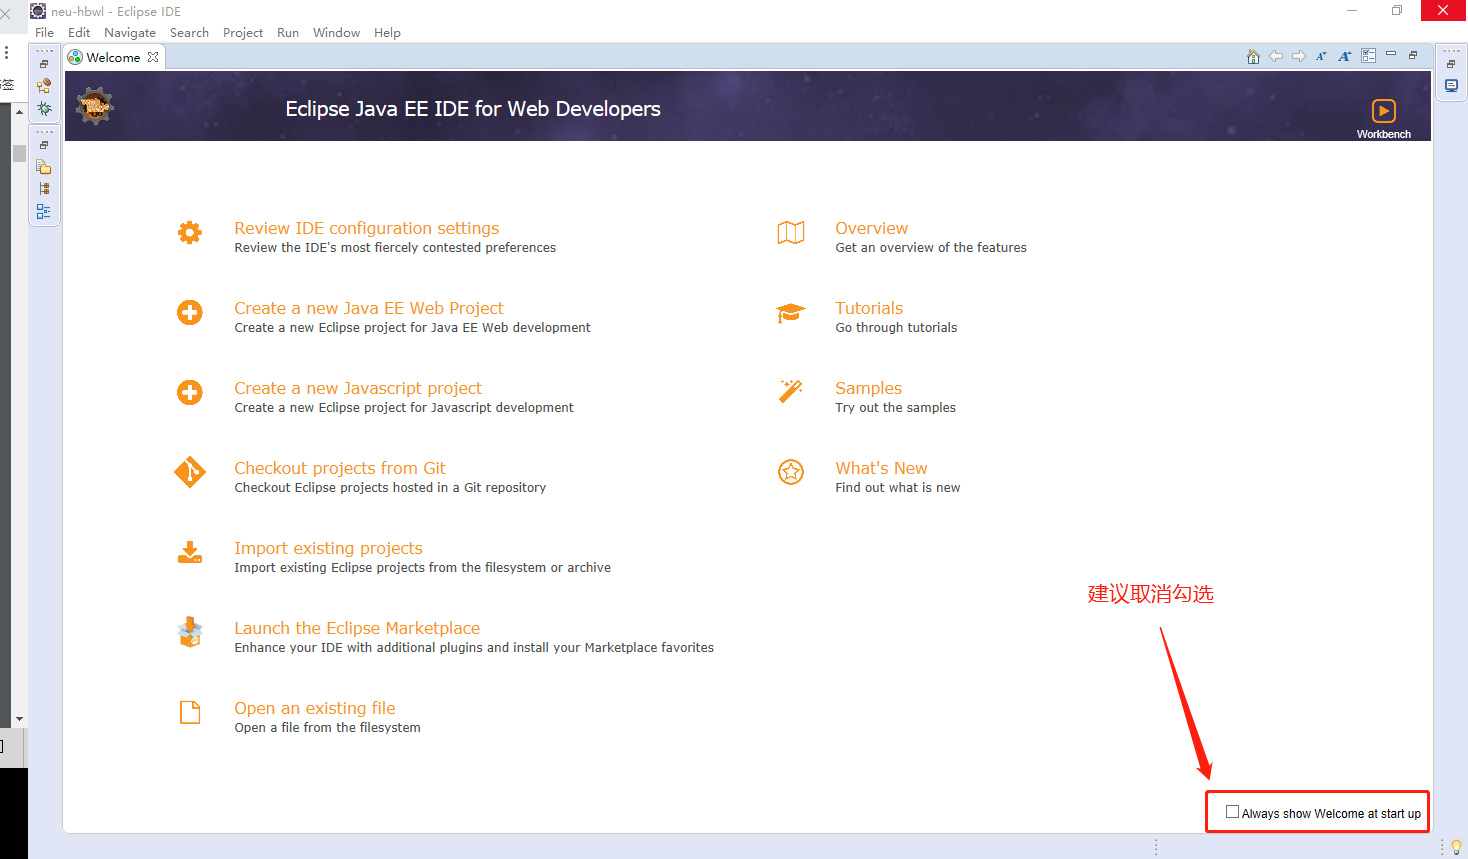 neu-hbwl - Eclipse IDE
File Edit Navigate Search Project Run Window Help
Welcome
签
Eclipse Java EE IDE for Web Developers
Workbench
Review IDE configuration settings
Review the IDE's most fiercely contested preferences
Overview
Get an overview of the features
Create a new Java EE Web Project
Create a new Eclipse project for Java EE Web development
Tutorials
Go through tutorials
Create a new Javascript project
Create a new Eclipse project for Javascript development
Samples
Try out the samples
Checkout projects from Git
Checkout Eclipse projects hosted in a Git repository
What's New
Find out what is new
Import existing projects
Import existing Eclipse projects from the filesystem or archive
建议取消勾选
Launch the Eclipse Marketplace
Enhance your IDE with additional plugins and install your Marketplace favorites
Open an existing file
Open a file from the filesystem
Always show Welcome at start up